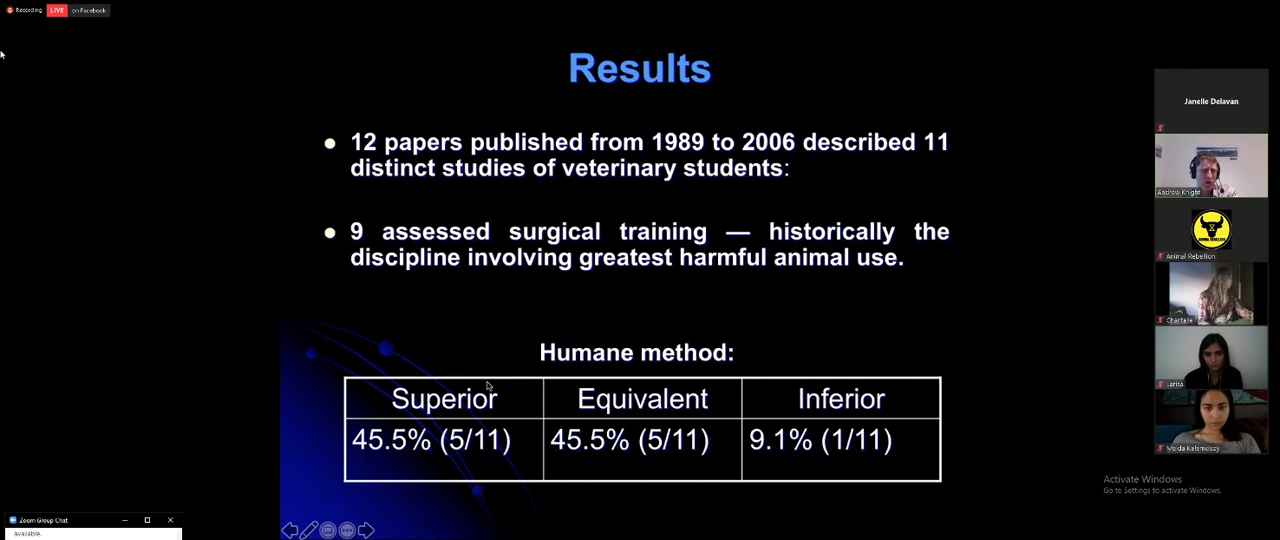 Recording LIVE on Facebook
Results
12 papers published from 1989 to 2006 described 11
distinct studies of veterinary students:
9 assessed surgical training — historically the
discipline involving greatest harmful animal use.
Humane method:
Superior Equivalent Inferior
45.5% (5/11) 45.5% (5/11) 9.1% (1/11)
Janelle Delavan
Andrew Knight
Animal Rebellion
Chantelle
Larita
Activate Windows
Go to Settings to activate Windows.
Zoom Group Chat
available.